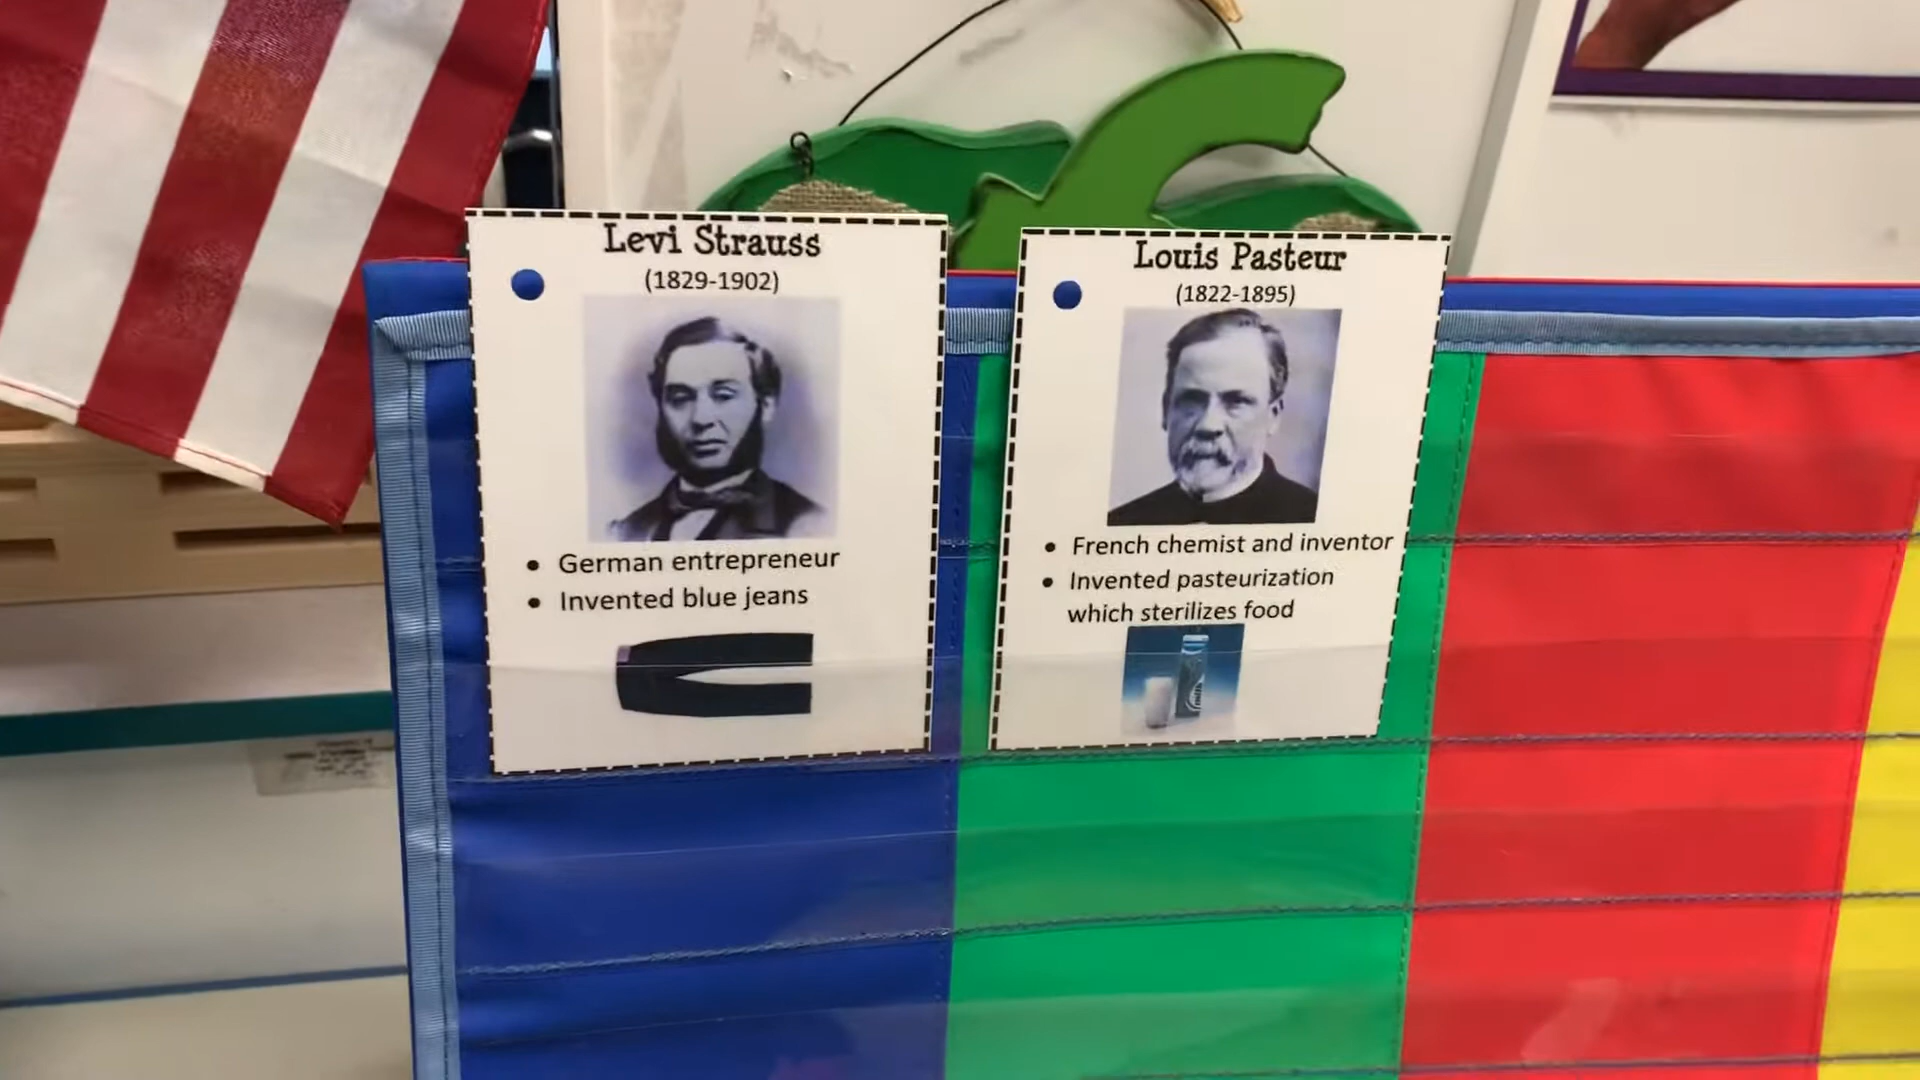 Levi Strauss
(1829-1902)
• German entrepreneur
• Invented blue jeans
Louis Pasteur
(1822-1895)
• French chemist and inventor
• Invented pasteurization
which sterilizes food